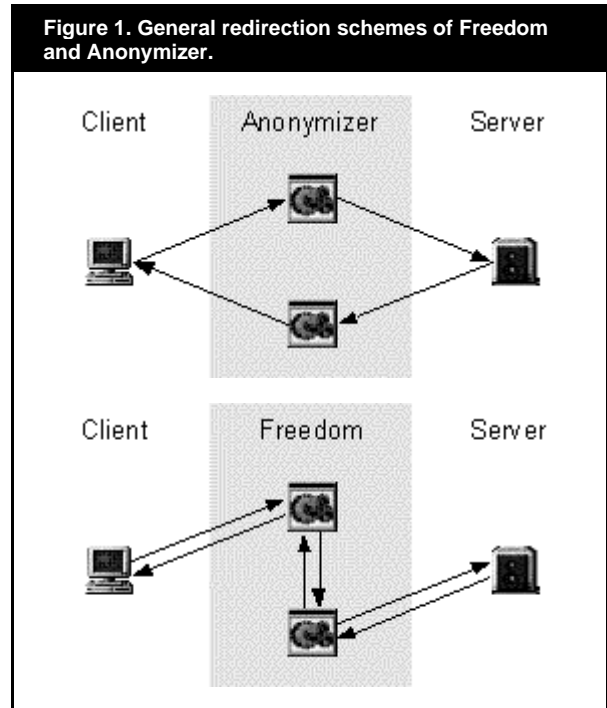 Figure 1. General redirection schemes of Freedom
and Anonymizer.
Client Anonymizer Server
Client Freedom Server